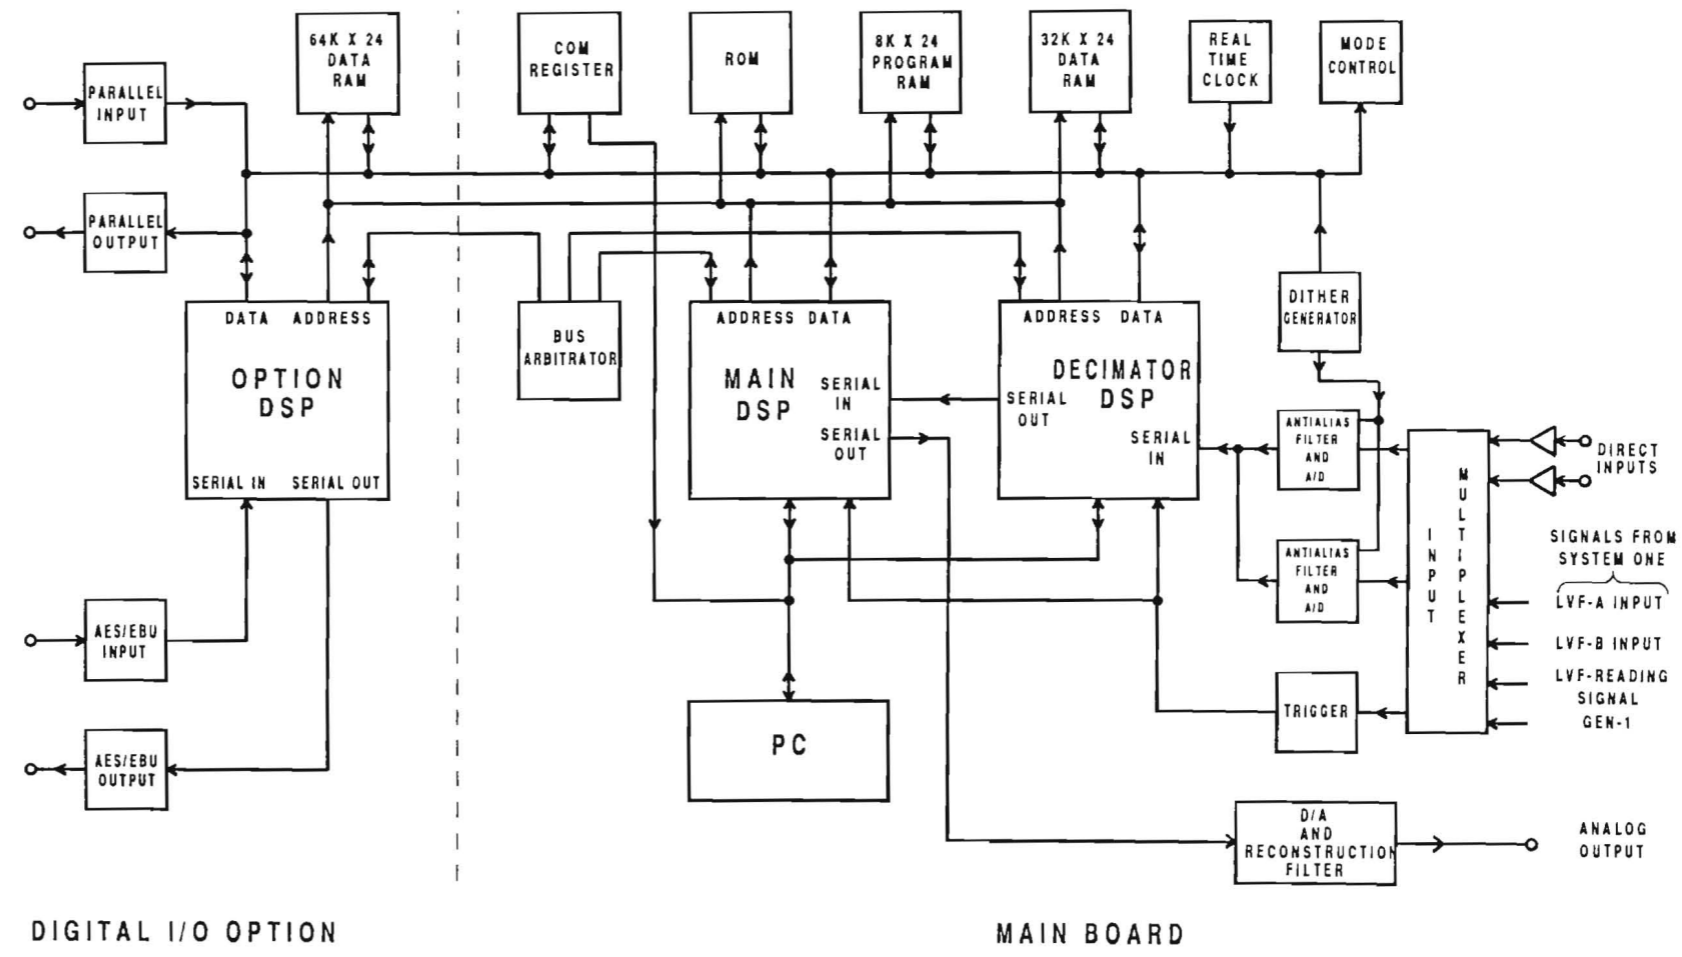 64K X 24
DATA
RAM
COM
REGISTER
ROM
8K X 24
PROGRAM
RAM
32K X 24
DATA
RAM
REAL
TIME
CLOCK
MODE
CONTROL
PARALLEL
INPUT
PARALLEL
OUTPUT
DATA ADDRESS
OPTION
DSP
SERIAL IN SERIAL OUT
BUS
ARBITRATOR
ADDRESS DATA
MAIN
DSP
SERIAL
IN
SERIAL
OUT
ADDRESS DATA
DECIMATOR
DSP
SERIAL
OUT
SERIAL
IN
DITHER
GENERATOR
ANTIALIAS
FILTER
AND
A/D
ANTIALIAS
FILTER
AND
A/D
INPUT
MULTIPLEXER
DIRECT
INPUTS
SIGNALS FROM
SYSTEM ONE
LVF-A INPUT
LVF-B INPUT
LVF-READING
SIGNAL
GEN-1
AES/EBU
INPUT
AES/EBU
OUTPUT
TRIGGER
PC
D/A
AND
RECONSTRUCTION
FILTER
ANALOG
OUTPUT
DIGITAL I/O OPTION
MAIN BOARD